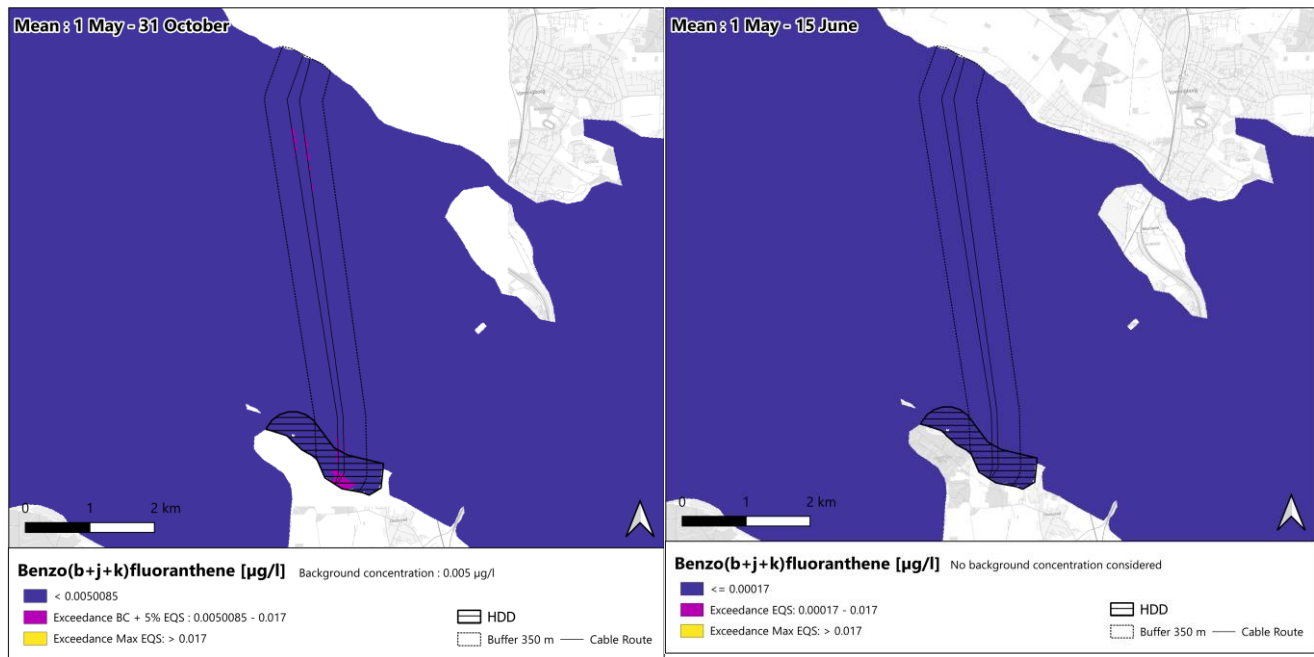 Mean : 1 May - 31 October
0 1 2 km
Benzo(b+j+k)fluoranthene [µg/l] Background concentration : 0.005 µg/l
< 0.0050085
Exceedance BC + 5% EQS : 0.0050085 - 0.017
Exceedance Max EQS: > 0.017
HDD
Buffer 350 m
Cable Route
Mean : 1 May - 15 June
0 1 2 km
Benzo(b+j+k)fluoranthene [µg/l] No background concentration considered
<= 0.00017
Exceedance EQS: 0.00017 - 0.017
Exceedance Max EQS: > 0.017
HDD
Buffer 350 m
Cable Route